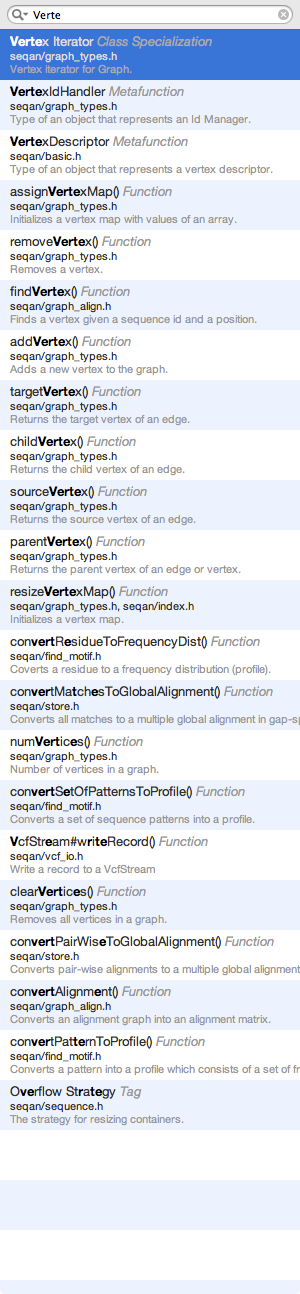 Verte
Vertex Iterator Class Specialization
seqan/graph_types.h
Vertex iterator for Graph.
VertexIdHandler Metafunction
seqan/graph_types.h
Type of an object that represents an Id Manager.
VertexDescriptor Metafunction
seqan/basic.h
Type of an object that represents a vertex descriptor.
assignVertexMap() Function
seqan/graph_types.h
Initializes a vertex map with values of an array.
removeVertex() Function
seqan/graph_types.h
Removes a vertex.
findVertex() Function
seqan/graph_align.h
Finds a vertex given a sequence id and a position.
addVertex() Function
seqan/graph_types.h
Adds a new vertex to the graph.
targetVertex() Function
seqan/graph_types.h
Returns the target vertex of an edge.
childVertex() Function
seqan/graph_types.h
Returns the child vertex of an edge.
sourceVertex() Function
seqan/graph_types.h
Returns the source vertex of an edge.
parentVertex() Function
seqan/graph_types.h
Returns the parent vertex of an edge or vertex.
resizeVertexMap() Function
seqan/graph_types.h, seqan/index.h
Initializes a vertex map.
convertResidueToFrequencyDist() Function
seqan/find_motif.h
Coverts a residue to a frequency distribution (profile).
convertMatchesToGlobalAlignment() Function
seqan/store.h
Converts all matches to a multiple global alignment in gap-sp
numVertices() Function
seqan/graph_types.h
Number of vertices in a graph.
convertSetOfPatternsToProfile() Function
seqan/find_motif.h
Converts a set of sequence patterns into a profile.
VcfStream#writeRecord() Function
seqan/vcf_io.h
Write a record to a VcfStream
clearVertices() Function
seqan/graph_types.h
Removes all vertices in a graph.
convertPairWiseToGlobalAlignment() Function
seqan/store.h
Converts pair-wise alignments to a multiple global alignment
convertAlignment() Function
seqan/graph_align.h
Converts an alignment graph into an alignment matrix.
convertPatternToProfile() Function
seqan/find_motif.h
Converts a pattern into a profile which consists of a set of fr
Overflow Strategy Tag
seqan/sequence.h
The strategy for resizing containers.